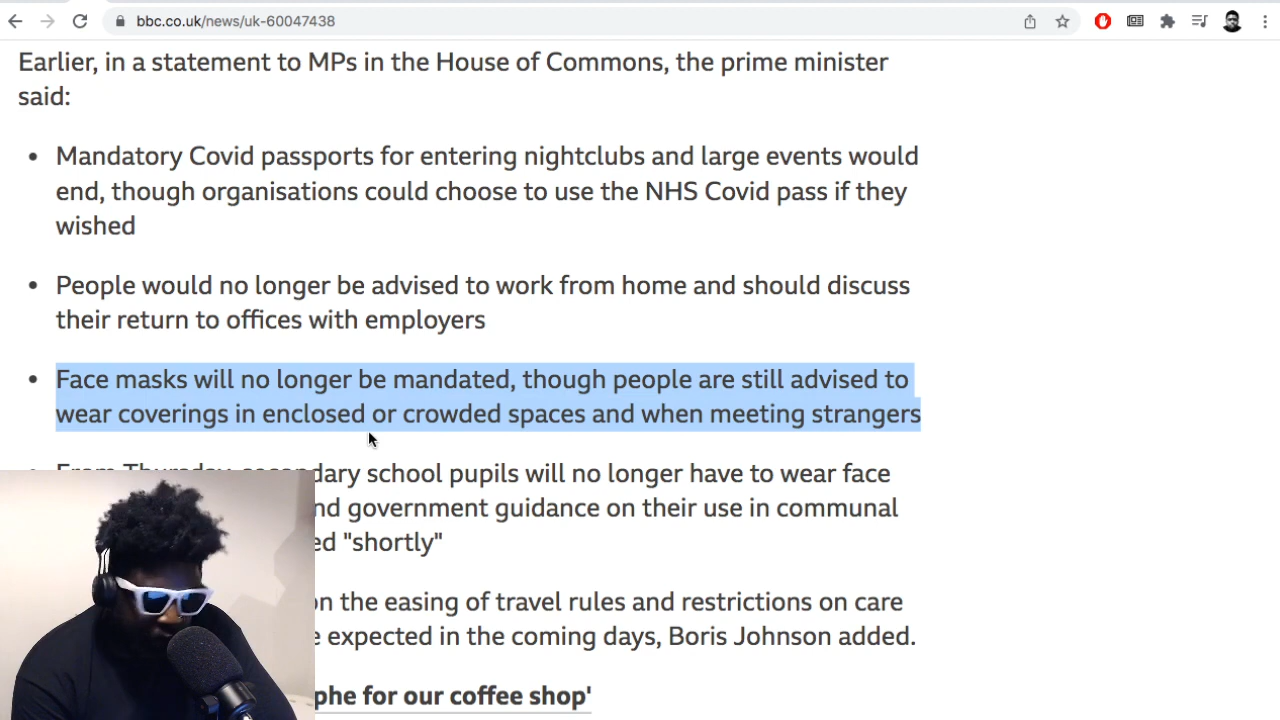 bbc.co.uk/news/uk-60047438
Earlier, in a statement to MPs in the House of Commons, the prime minister
said:
• Mandatory Covid passports for entering nightclubs and large events would
end, though organisations could choose to use the NHS Covid pass if they
wished
• People would no longer be advised to work from home and should discuss
their return to offices with employers
• Face masks will no longer be mandated, though people are still advised to
wear coverings in enclosed or crowded spaces and when meeting strangers
• From Thursday, secondary school pupils will no longer have to wear face
government guidance on their use in communal
"shortly"
the easing of travel rules and restrictions on care
expected in the coming days, Boris Johnson added.
for our coffee shop'